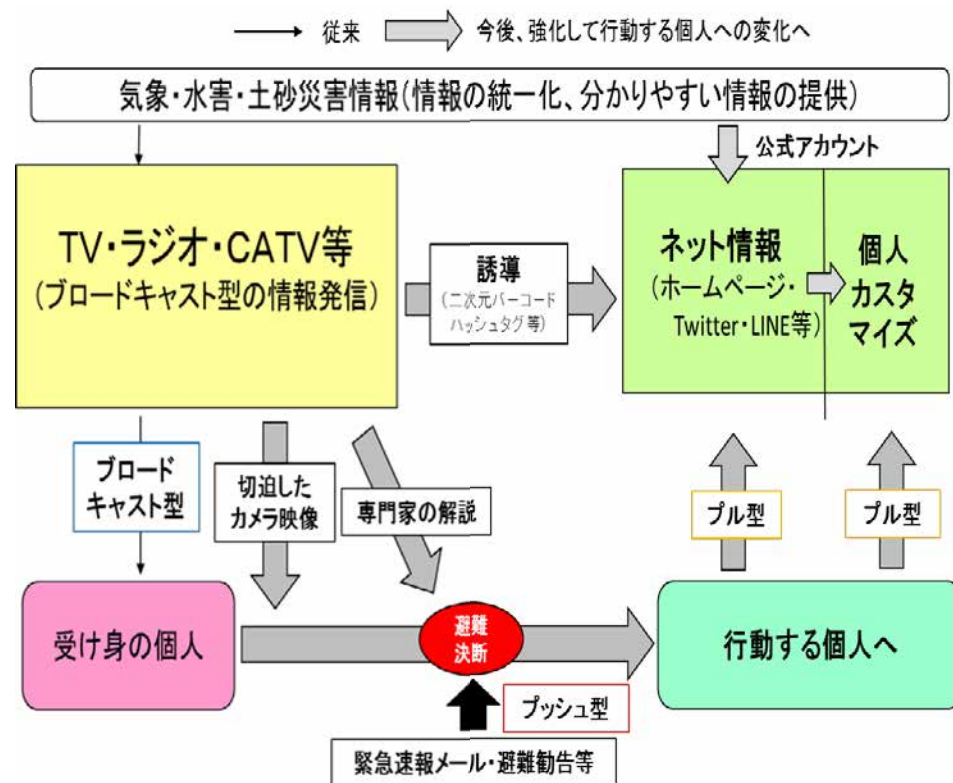 従来
今後、強化して行動する個人への変化へ
気象・水害・土砂災害情報(情報の統一化、分かりやすい情報の提供)
公式アカウント
TV・ラジオ・CATV等
(ブロードキャスト型の情報発信)
誘導
(二次元バーコード
ハッシュタグ等)
ネット情報
(ホームページ・
Twitter・LINE等)
個人
カスタ
マイズ
ブロード
キャスト型
切迫した
カメラ映像
専門家の解説
プル型
プル型
受け身の個人
避難
決断
行動する個人へ
プッシュ型
緊急速報メール・避難勧告等